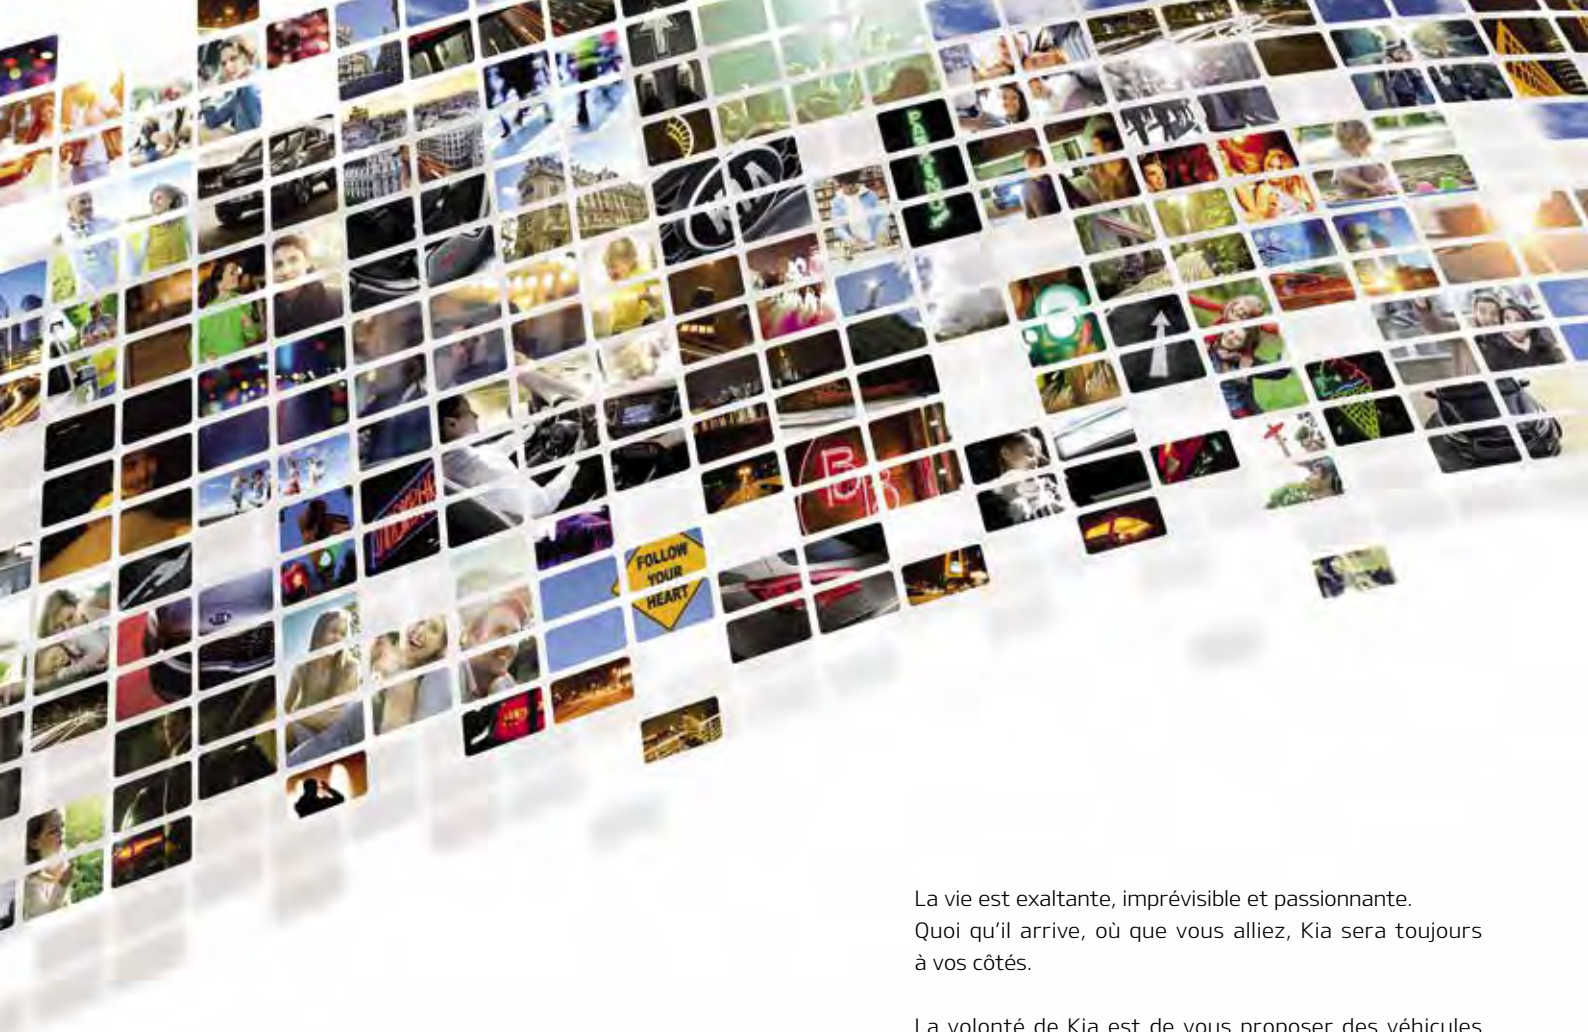 KIA
FOLLOW
YOUR
HEART
La vie est exaltante, imprévisible et passionnante.
Quoi qu'il arrive, où que vous alliez, Kia sera toujours
à vos côtés.
La volonté de Kia est de vous proposer des véhicules